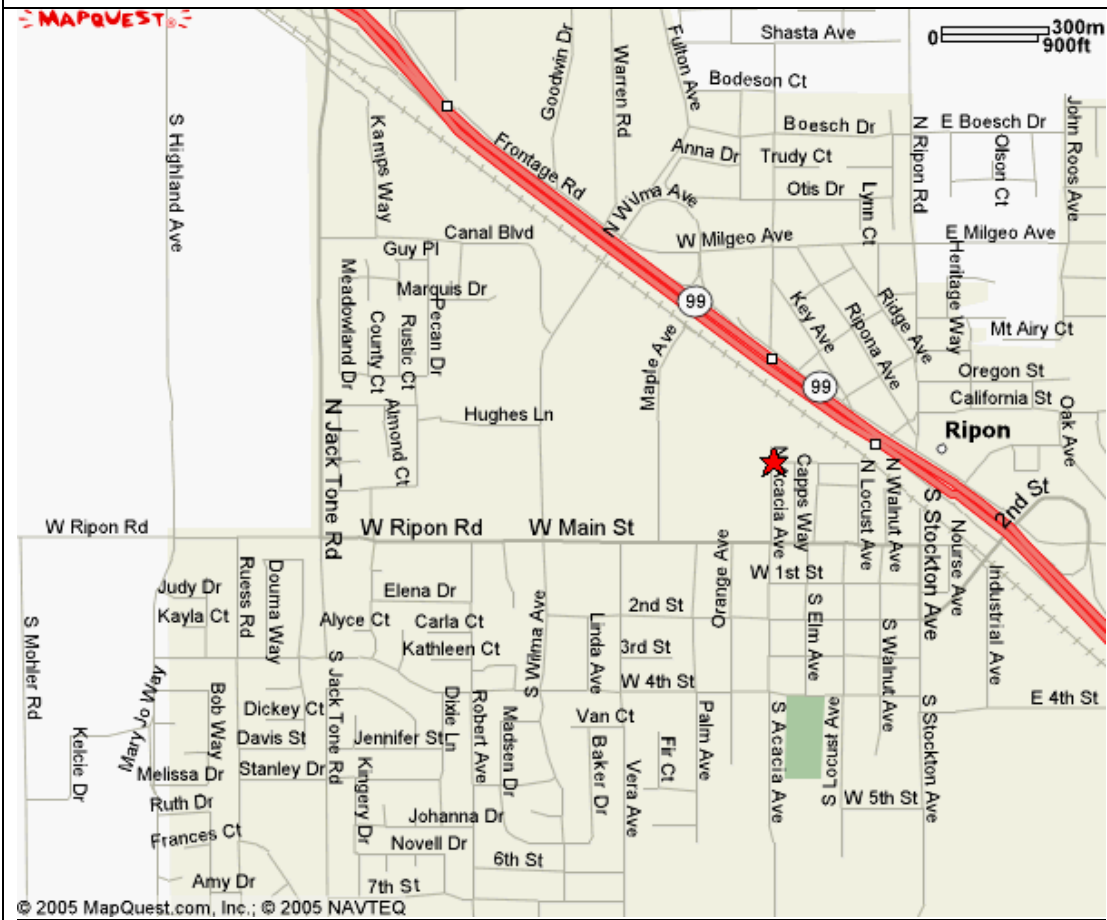 MAPQUEST
0 300m
900ft
Shasta Ave
Fulton Ave
Goodwin Dr
Warren Rd
Bodeson Ct
John Roos Ave
S Highland Ave
Kamps Way
Boesch Dr
N Ripon Rd
E Boesch Dr
Olson Ct
Frontage Rd
Anna Dr
Trudy Ct
Otis Dr
Lynn Ct
N Wilma Ave
Canal Blvd
W Milgeo Ave
E Milgeo Ave
Guy Pl
Heritage Way
Meadowland Dr
Marquis Dr
Pecan Dr
County Ct
Rustic Ct
99
Key Ave
Ripona Ave
Ridge Ave
Mt Airy Ct
Maple Ave
99
Oregon St
California St
Oak Ave
Almond Ct
Hughes Ln
Ripon
N Jack Tone Rd
N Acacia Ave
Capps Way
N Locust Ave
N Walnut Ave
S Stockton Ave
2nd St
Nourse Ave
W Ripon Rd
W Ripon Rd
W Main St
Orange Ave
W 1st St
Industrial Ave
Judy Dr
Ruess Rd
Douma Way
Elena Dr
Kayla Ct
Alyce Ct
Carla Ct
S Wilma Ave
Linda Ave
2nd St
S Elm Ave
S Walnut Ave
S Mohler Rd
Kathleen Ct
3rd St
W 4th St
S Jack Tone Rd
Mary Jo Way
Bob Way
Dickey Ct
Dixie Ln
Robert Ave
Madsen Dr
Van Ct
Palm Ave
S Acacia Ave
S Locust Ave
S Stockton Ave
E 4th St
Kelcie Dr
Davis St
Jennifer St
Baker Dr
Fir Ct
Melissa Dr
Stanley Dr
Kingery Dr
Vera Ave
W 5th St
Ruth Dr
Johanna Dr
Frances Ct
Novell Dr
6th St
Amy Dr
7th St
© 2005 MapQuest.com, Inc.; © 2005 NAVTEQ